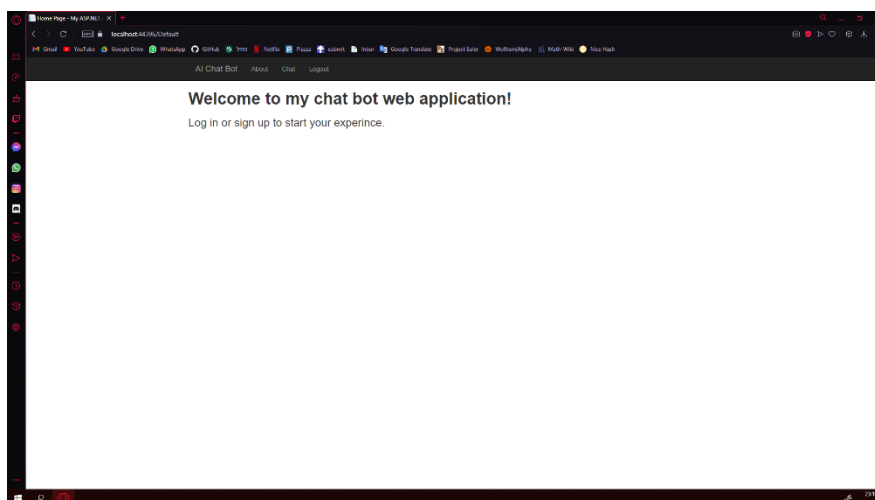 Home Page - My ASP.NET
localhost:44396/Default
Gmail YouTube Google Drive WhatsApp GitHub Netflix Piazza submit Google Translate Project Euler WolframAlpha Math Wiki Nice Hash
AI Chat Bot About Chat Logout
Welcome to my chat bot web application!
Log in or sign up to start your experince.